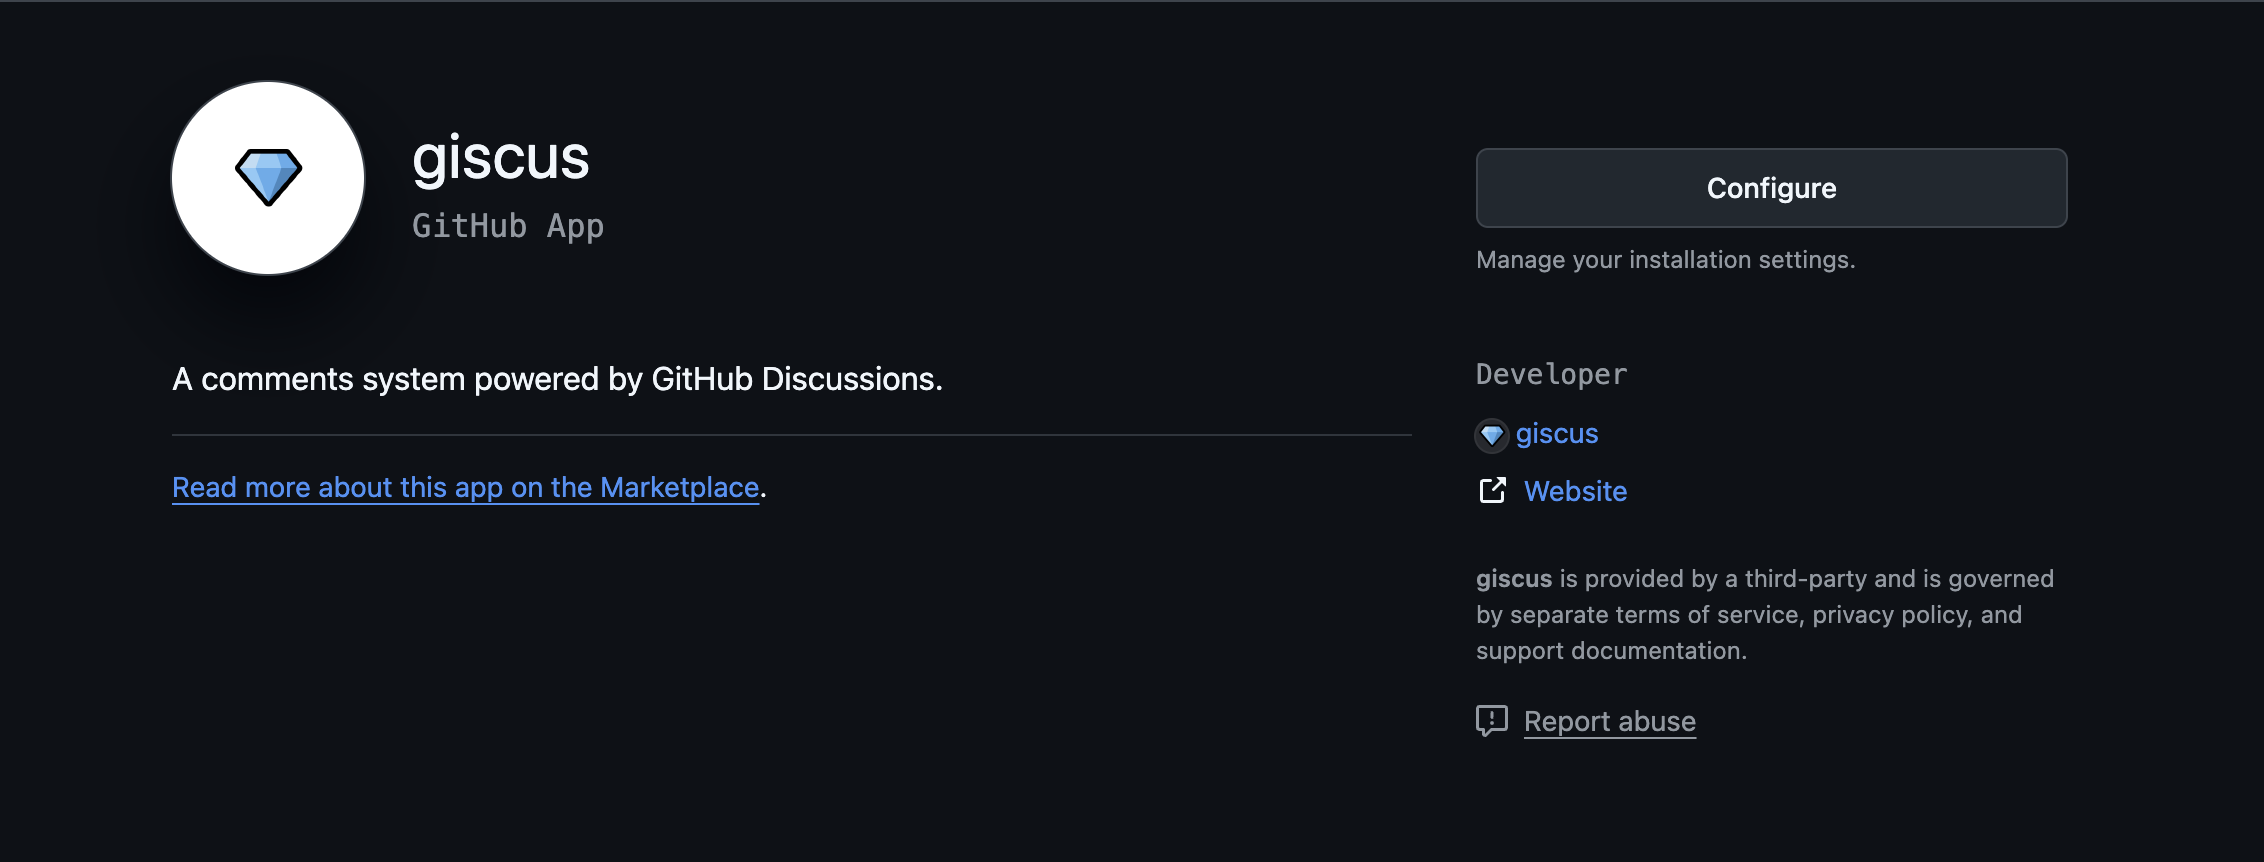 giscus
GitHub App
A comments system powered by GitHub Discussions.
Read more about this app on the Marketplace.
Configure
Manage your installation settings.
Developer
giscus
Website
giscus is provided by a third-party and is governed
by separate terms of service, privacy policy, and
support documentation.
Report abuse